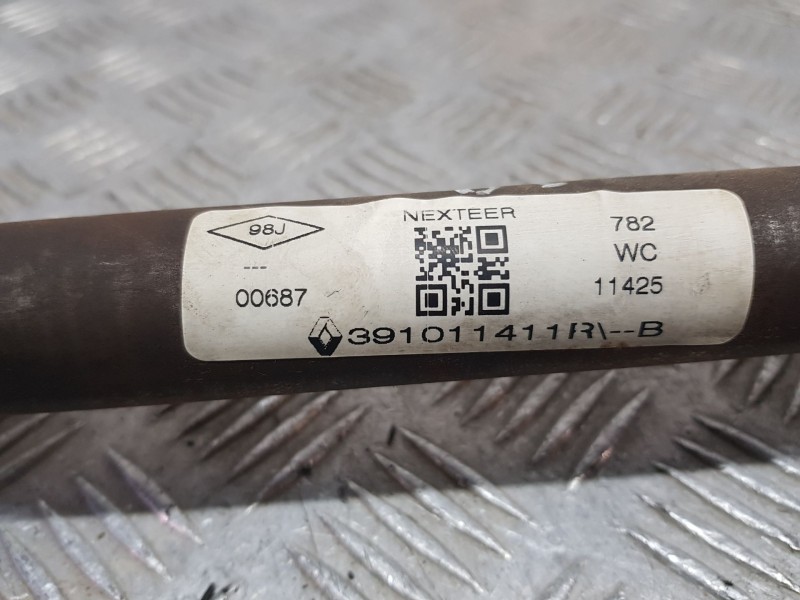 98J
---
00687
NEXTEER
782
WC
11425
391011411R\--B